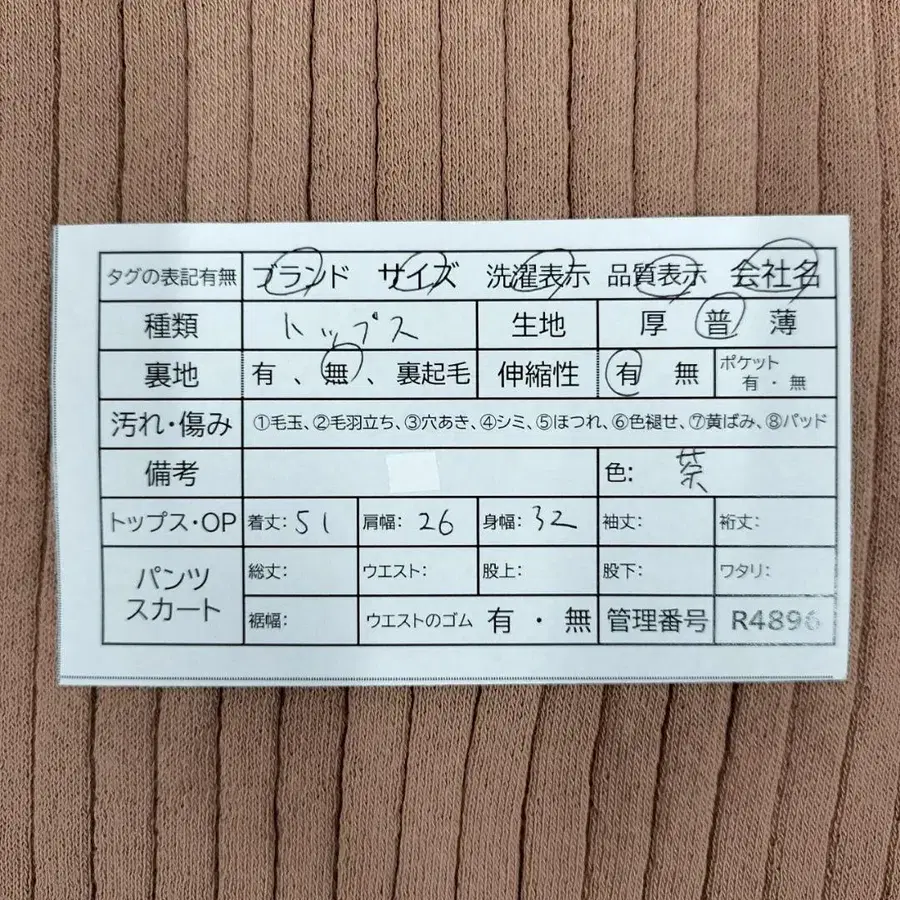 タグの表記有無 ブランド サイズ 洗濯表示 品質表示 会社名
種類 トップス 生地 厚 普 薄
裏地 有、無、裏起毛 伸縮性 有 無 ポケット 有・無
汚れ・傷み ①毛玉、②毛羽立ち、③穴あき、④シミ、⑤ほつれ、⑥色褪せ、⑦黄ばみ、⑧パッド
備考 色: 茶
トップス・OP 着丈: 51 肩幅: 26 身幅: 32 袖丈: 裄丈:
パンツ スカート 総丈: ウエスト: 股上: 股下: ワタリ:
裾幅: ウエストのゴム 有・無 管理番号 R4896